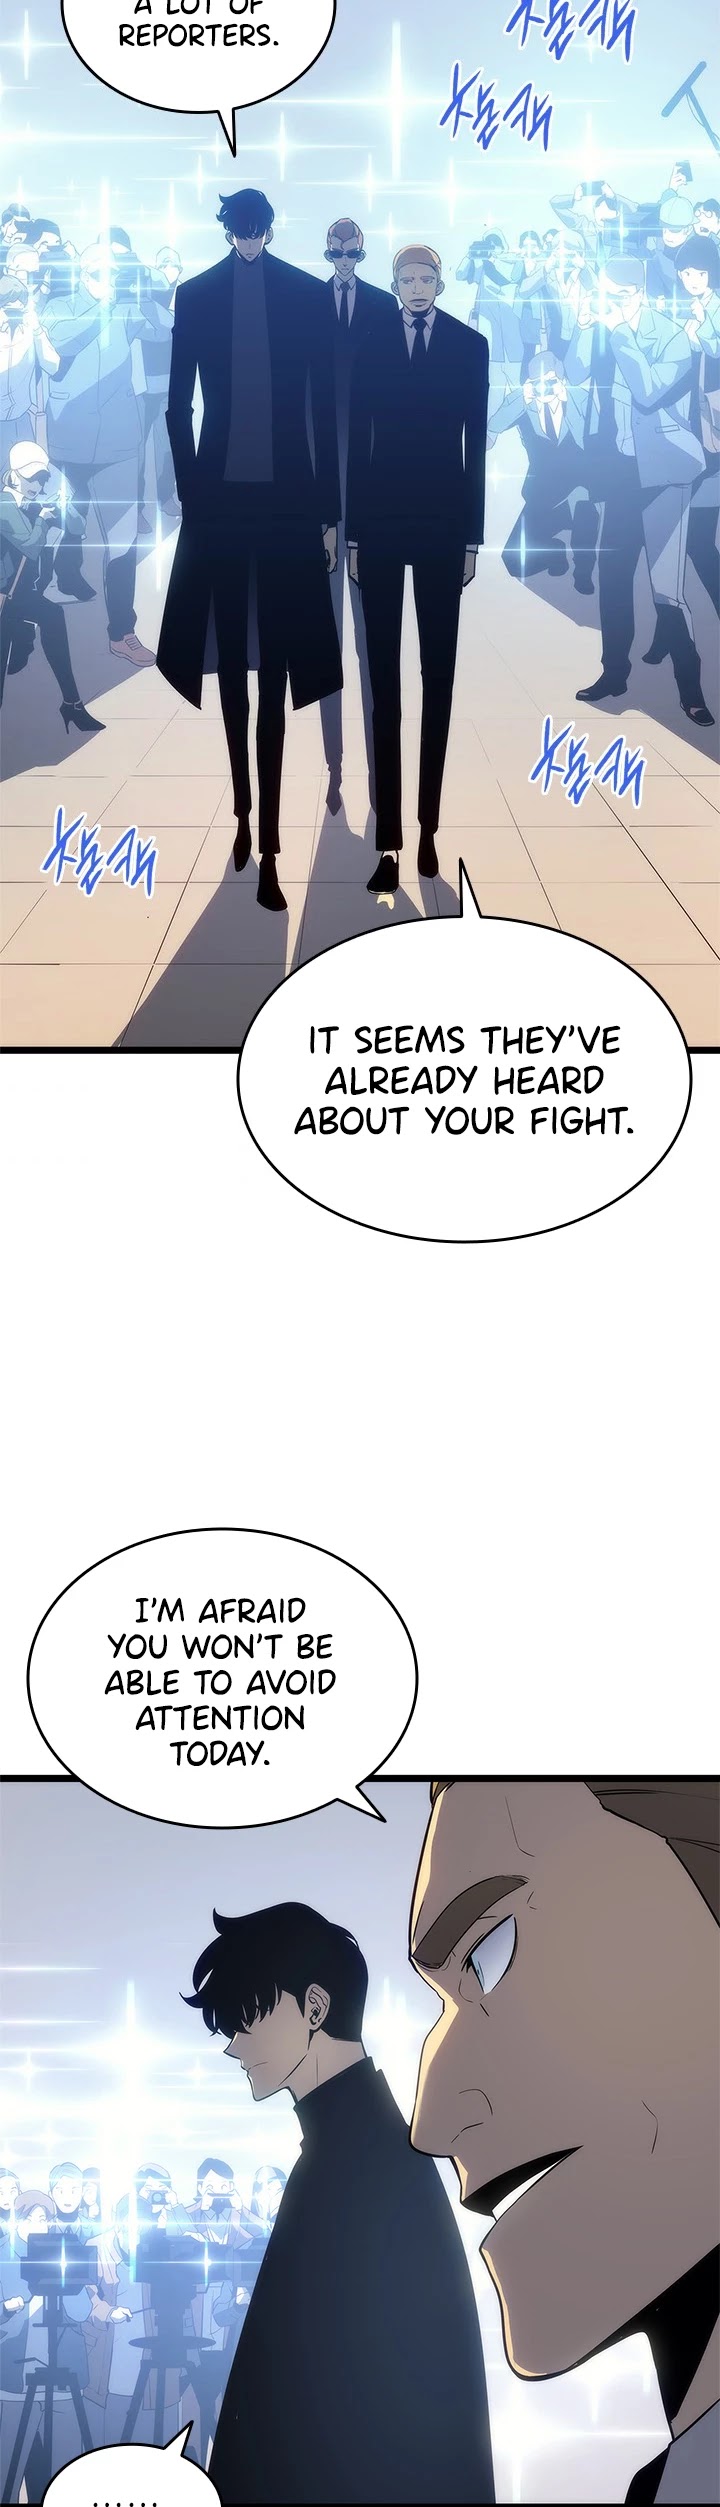 A LOT OF
REPORTERS.
찰칵
찰칵
찰칵
찰칵
IT SEEMS THEY'VE
ALREADY HEARD
ABOUT YOUR FIGHT.
I'M AFRAID
YOU WON'T BE
ABLE TO AVOID
ATTENTION
TODAY.
......